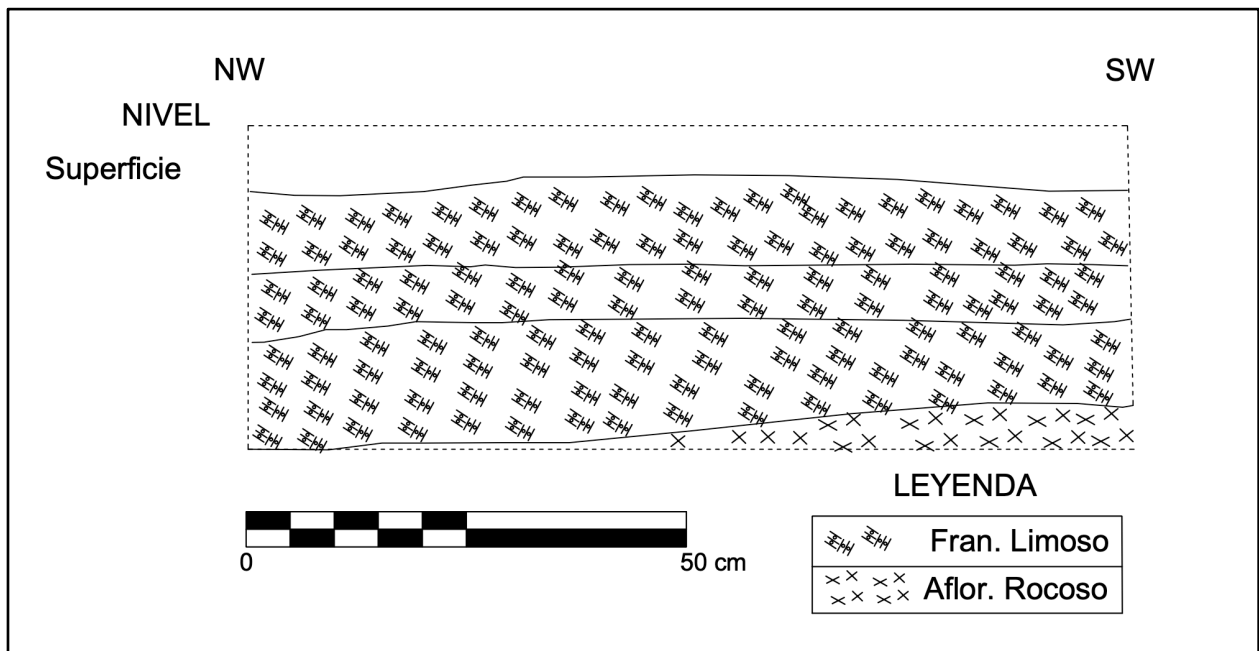 NW
SW
NIVEL
Superficie
LEYENDA
Fran. Limoso
Aflor. Rocoso
0
50 cm